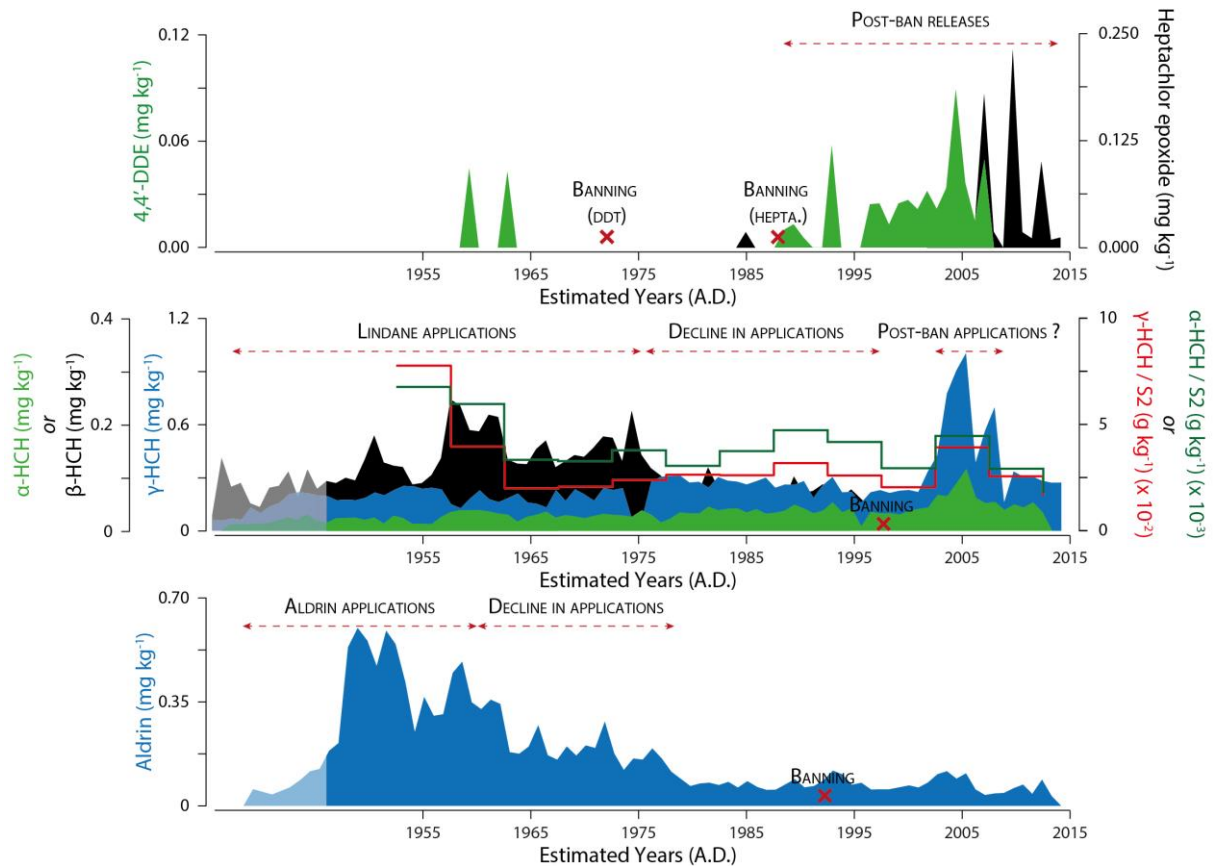 POST-BAN RELEASES
0.12
0.06
0.00
4,4'-DDE (mg kg⁻¹)
0.250
0.125
0.000
Heptachlor epoxide (mg kg⁻¹)
BANNING
(DDT)
BANNING
(HEPTA.)
1955 1965 1975 1985 1995 2005 2015
Estimated Years (A.D.)
LINDANE APPLICATIONS
DECLINE IN APPLICATIONS
POST-BAN APPLICATIONS ?
α-HCH (mg kg⁻¹)
or
β-HCH (mg kg⁻¹)
0.4
0.2
0
γ-HCH (mg kg⁻¹)
1.2
0.6
0
10
5
0
γ-HCH / S2 (g kg⁻¹) (x 10⁻²)
or
α-HCH / S2 (g kg⁻¹) (x 10⁻³)
BANNING
1955 1965 1975 1985 1995 2005 2015
Estimated Years (A.D.)
ALDRIN APPLICATIONS
DECLINE IN APPLICATIONS
0.70
0.35
0
Aldrin (mg kg⁻¹)
BANNING
1955 1965 1975 1985 1995 2005 2015
Estimated Years (A.D.)